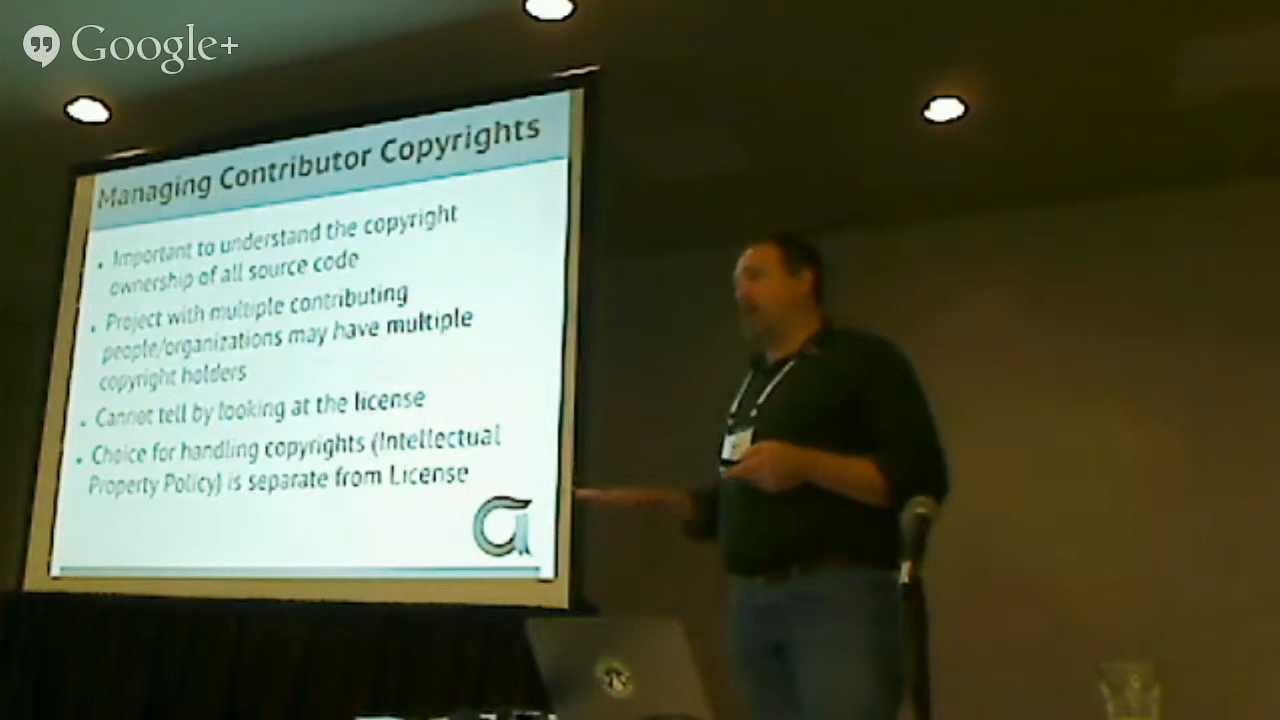 Google+
Managing Contributor Copyrights
Important to understand the copyright
ownership of all source code
Project with multiple contributing
people/organizations may have multiple
copyright holders
Cannot tell by looking at the license
Choice for handling copyrights (Intellectual
Property Policy) is separate from License